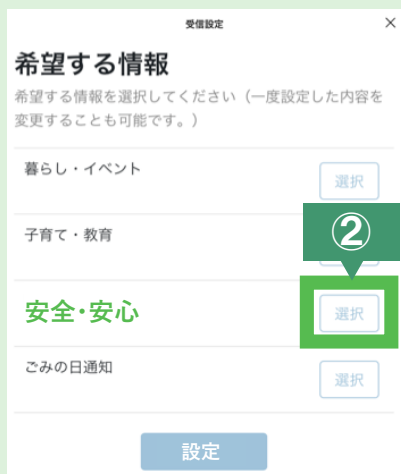 受信設定 ×
希望する情報
希望する情報を選択してください（一度設定した内容を
変更することも可能です。）
暮らし・イベント 選択
子育て・教育
②
安全・安心 選択
ごみの日通知 選択
設定